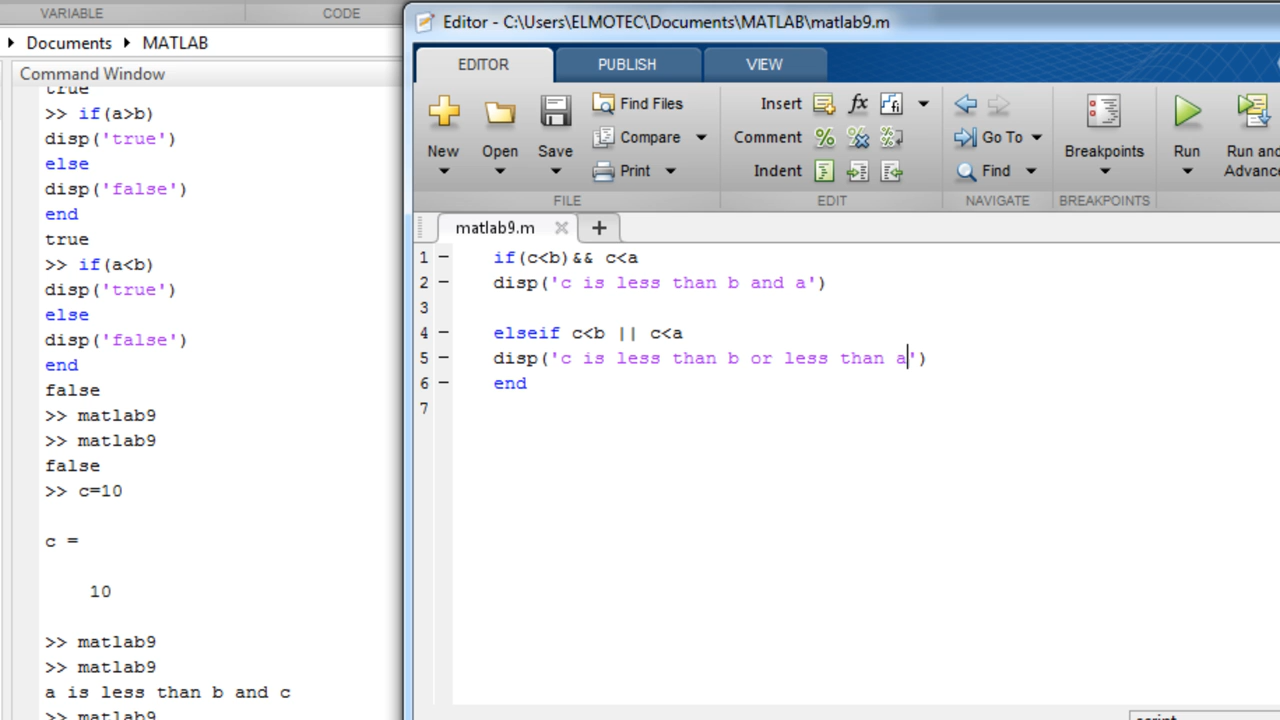 VARIABLE CODE
Documents MATLAB
Command Window
true
>> if(a>b)
disp('true')
else
disp('false')
end
true
>> if(a<b)
disp('true')
else
disp('false')
end
false
>> matlab9
>> matlab9
false
>> c=10
c =
10
>> matlab9
>> matlab9
a is less than b and c
>> matlab9
Editor - C:\Users\ELMOTEC\Documents\MATLAB\matlab9.m
EDITOR PUBLISH VIEW
New Open Save
Find Files
Compare
Print
Insert fx
Comment
Indent
Go To
Find
Breakpoints
Run
Run and
Advance
FILE EDIT NAVIGATE BREAKPOINTS
matlab9.m
1 if(c<b)&& c<a
2 disp('c is less than b and a')
3
4 elseif c<b || c<a
5 disp('c is less than b or less than a')
6 end
7
script